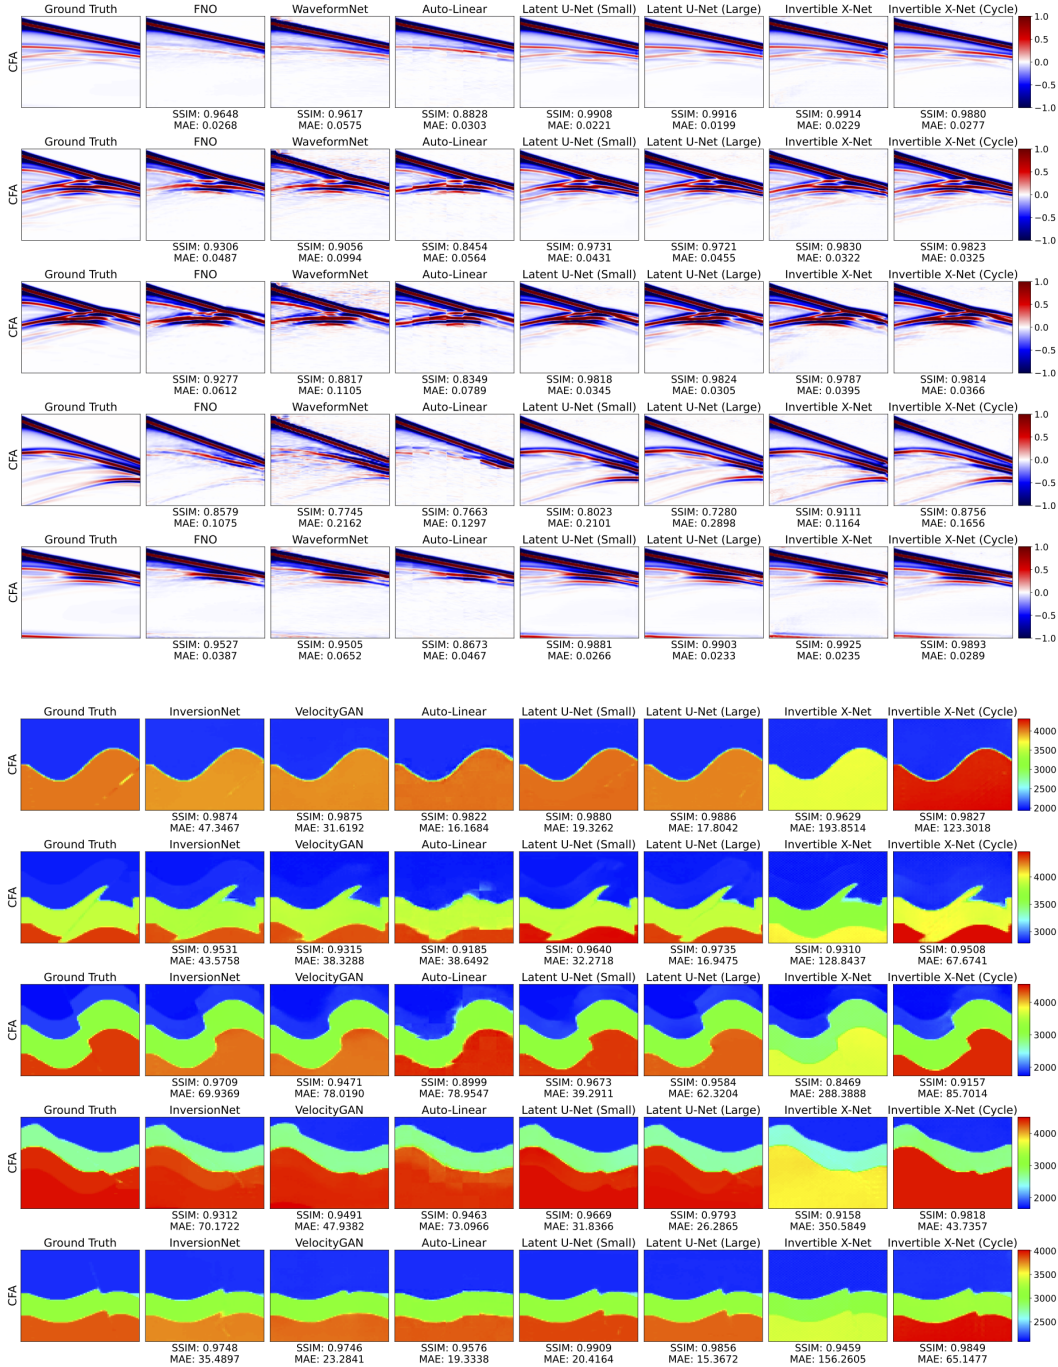 Ground Truth FNO WaveformNet Auto-Linear Latent U-Net (Small) Latent U-Net (Large) Invertible X-Net Invertible X-Net (Cycle)
CFA
1.0
0.5
0.0
−0.5
−1.0
SSIM: 0.9648 SSIM: 0.9617 SSIM: 0.8828 SSIM: 0.9908 SSIM: 0.9916 SSIM: 0.9914 SSIM: 0.9880
MAE: 0.0268 MAE: 0.0575 MAE: 0.0303 MAE: 0.0221 MAE: 0.0199 MAE: 0.0229 MAE: 0.0277
Ground Truth FNO WaveformNet Auto-Linear Latent U-Net (Small) Latent U-Net (Large) Invertible X-Net Invertible X-Net (Cycle)
CFA
1.0
0.5
0.0
−0.5
−1.0
SSIM: 0.9306 SSIM: 0.9056 SSIM: 0.8454 SSIM: 0.9731 SSIM: 0.9721 SSIM: 0.9830 SSIM: 0.9823
MAE: 0.0487 MAE: 0.0994 MAE: 0.0564 MAE: 0.0431 MAE: 0.0455 MAE: 0.0322 MAE: 0.0325
Ground Truth FNO WaveformNet Auto-Linear Latent U-Net (Small) Latent U-Net (Large) Invertible X-Net Invertible X-Net (Cycle)
CFA
1.0
0.5
0.0
−0.5
−1.0
SSIM: 0.9277 SSIM: 0.8817 SSIM: 0.8349 SSIM: 0.9818 SSIM: 0.9824 SSIM: 0.9787 SSIM: 0.9814
MAE: 0.0612 MAE: 0.1105 MAE: 0.0789 MAE: 0.0345 MAE: 0.0305 MAE: 0.0395 MAE: 0.0366
Ground Truth FNO WaveformNet Auto-Linear Latent U-Net (Small) Latent U-Net (Large) Invertible X-Net Invertible X-Net (Cycle)
CFA
1.0
0.5
0.0
−0.5
−1.0
SSIM: 0.8579 SSIM: 0.7745 SSIM: 0.7663 SSIM: 0.8023 SSIM: 0.7280 SSIM: 0.9111 SSIM: 0.8756
MAE: 0.1075 MAE: 0.2162 MAE: 0.1297 MAE: 0.2101 MAE: 0.2898 MAE: 0.1164 MAE: 0.1656
Ground Truth FNO WaveformNet Auto-Linear Latent U-Net (Small) Latent U-Net (Large) Invertible X-Net Invertible X-Net (Cycle)
CFA
1.0
0.5
0.0
−0.5
−1.0
SSIM: 0.9527 SSIM: 0.9505 SSIM: 0.8673 SSIM: 0.9881 SSIM: 0.9903 SSIM: 0.9925 SSIM: 0.9893
MAE: 0.0387 MAE: 0.0652 MAE: 0.0467 MAE: 0.0266 MAE: 0.0233 MAE: 0.0235 MAE: 0.0289
Ground Truth InversionNet VelocityGAN Auto-Linear Latent U-Net (Small) Latent U-Net (Large) Invertible X-Net Invertible X-Net (Cycle)
CFA
4000
3500
3000
2500
2000
SSIM: 0.9874 SSIM: 0.9875 SSIM: 0.9822 SSIM: 0.9880 SSIM: 0.9886 SSIM: 0.9629 SSIM: 0.9827
MAE: 47.3467 MAE: 31.6192 MAE: 16.1684 MAE: 19.3262 MAE: 17.8042 MAE: 193.8514 MAE: 123.3018
Ground Truth InversionNet VelocityGAN Auto-Linear Latent U-Net (Small) Latent U-Net (Large) Invertible X-Net Invertible X-Net (Cycle)
CFA
4000
3500
3000
SSIM: 0.9531 SSIM: 0.9315 SSIM: 0.9185 SSIM: 0.9640 SSIM: 0.9735 SSIM: 0.9310 SSIM: 0.9508
MAE: 43.5758 MAE: 38.3288 MAE: 38.6492 MAE: 32.2718 MAE: 16.9475 MAE: 128.8437 MAE: 67.6741
Ground Truth InversionNet VelocityGAN Auto-Linear Latent U-Net (Small) Latent U-Net (Large) Invertible X-Net Invertible X-Net (Cycle)
CFA
4000
3000
2000
SSIM: 0.9709 SSIM: 0.9471 SSIM: 0.8999 SSIM: 0.9673 SSIM: 0.9584 SSIM: 0.8469 SSIM: 0.9157
MAE: 69.9369 MAE: 78.0190 MAE: 78.9547 MAE: 39.2911 MAE: 62.3204 MAE: 288.3888 MAE: 85.7014
Ground Truth InversionNet VelocityGAN Auto-Linear Latent U-Net (Small) Latent U-Net (Large) Invertible X-Net Invertible X-Net (Cycle)
CFA
4000
3000
2000
SSIM: 0.9312 SSIM: 0.9491 SSIM: 0.9463 SSIM: 0.9669 SSIM: 0.9793 SSIM: 0.9158 SSIM: 0.9818
MAE: 70.1722 MAE: 47.9382 MAE: 73.0966 MAE: 31.8366 MAE: 26.2865 MAE: 350.5849 MAE: 43.7357
Ground Truth InversionNet VelocityGAN Auto-Linear Latent U-Net (Small) Latent U-Net (Large) Invertible X-Net Invertible X-Net (Cycle)
CFA
4000
3500
3000
2500
SSIM: 0.9748 SSIM: 0.9746 SSIM: 0.9576 SSIM: 0.9909 SSIM: 0.9856 SSIM: 0.9459 SSIM: 0.9849
MAE: 35.4897 MAE: 23.2841 MAE: 19.3338 MAE: 20.4164 MAE: 15.3672 MAE: 156.2605 MAE: 65.1477